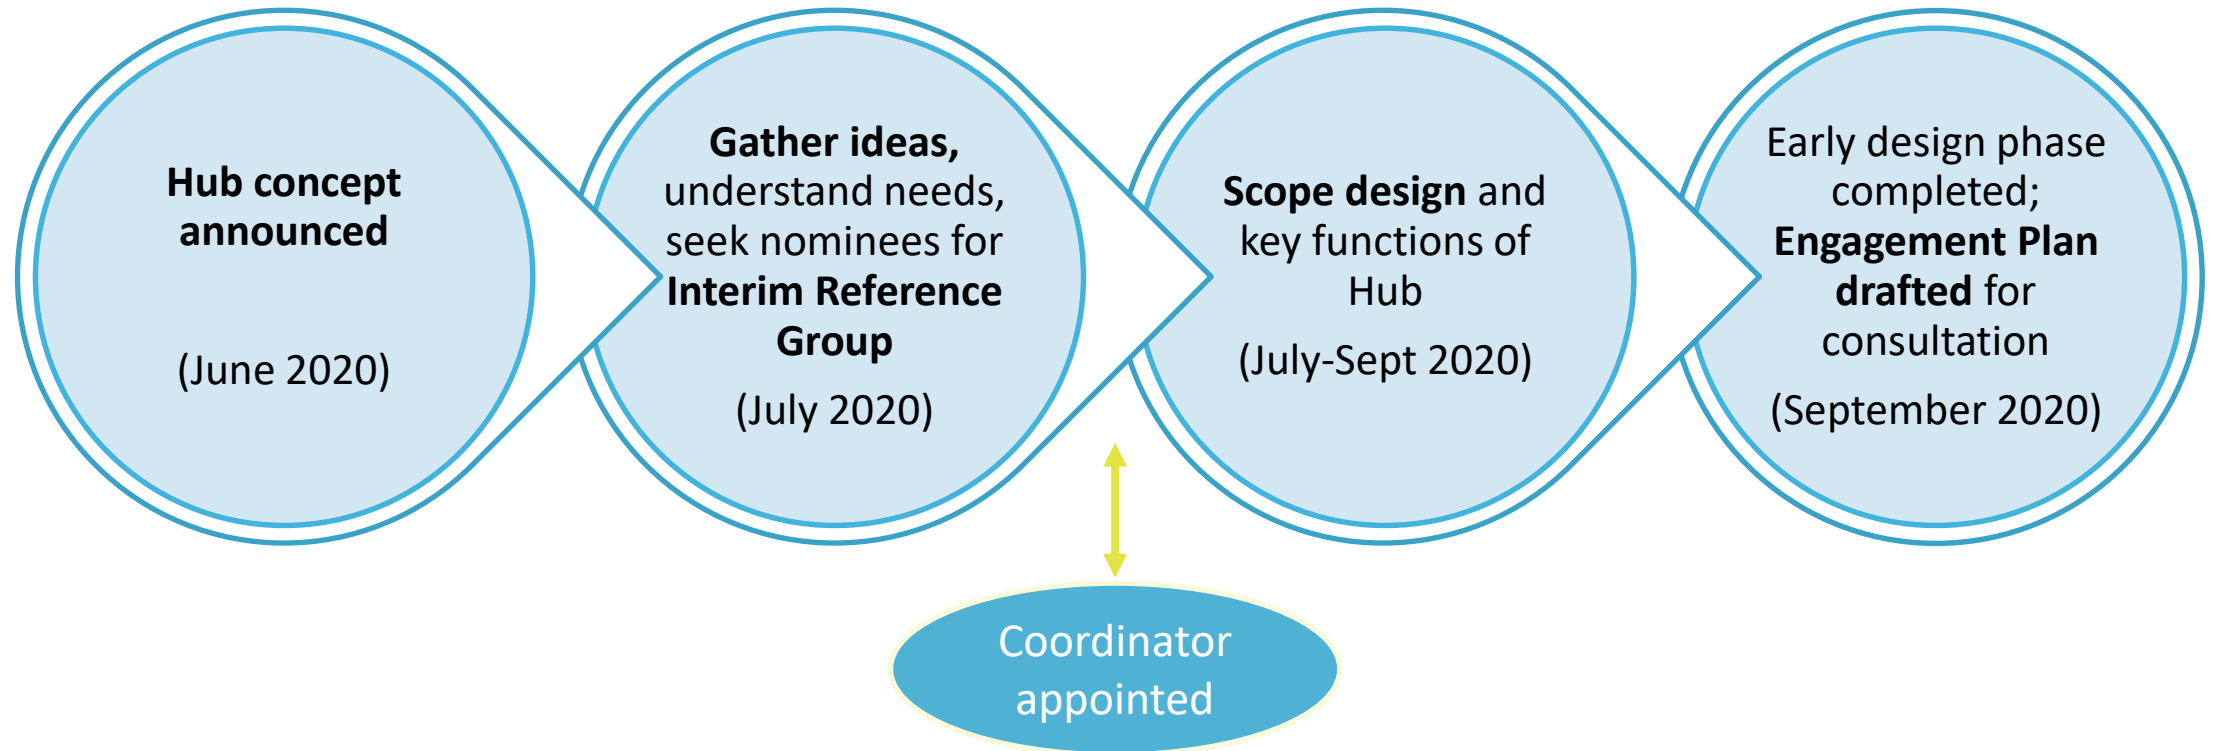 Hub concept
announced
(June 2020)
Gather ideas,
understand needs,
seek nominees for
Interim Reference
Group
(July 2020)
Scope design and
key functions of
Hub
(July-Sept 2020)
Early design phase
completed;
Engagement Plan
drafted for
consultation
(September 2020)
Coordinator
appointed